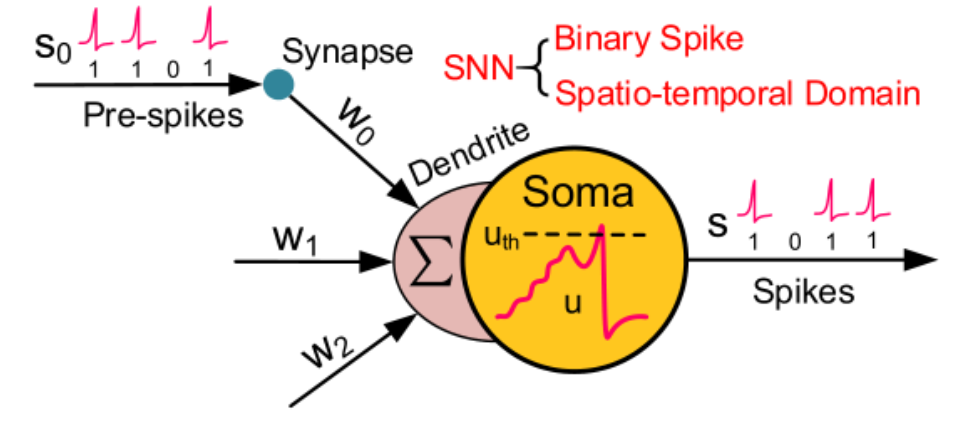 S0 1 1 0 1
Pre-spikes
Synapse
SNN
Binary Spike
Spatio-temporal Domain
W0
Dendrite
W1
W2
Σ
Soma
uth
u
S 1 0 1 1
Spikes